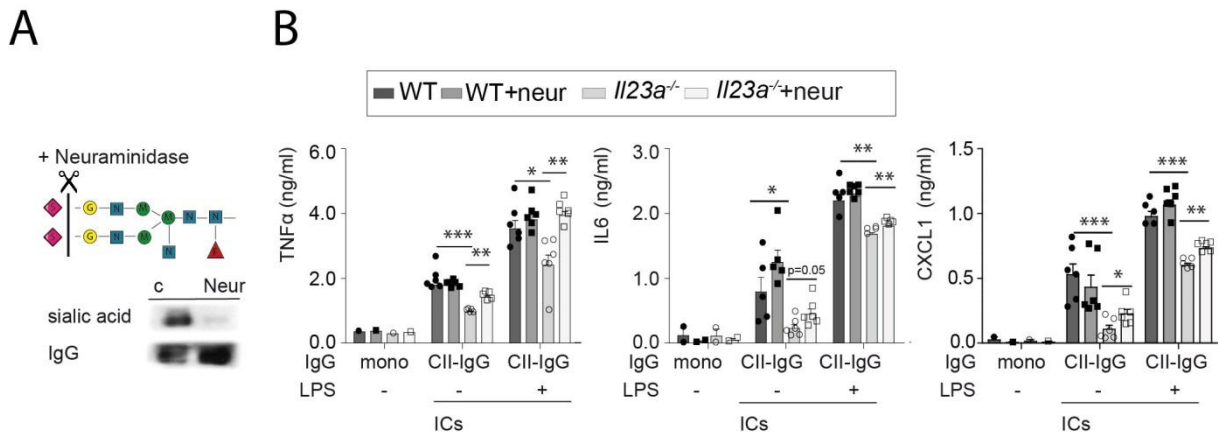 A
B
WT WT+neur Il23a-/- Il23a-/-+neur
+ Neuraminidase
S G N M M N N
S G N M N F
c Neur
sialic acid
IgG
TNFα (ng/ml)
6.0
4.0
2.0
0.0
*** ** * **
IgG mono CII-IgG CII-IgG
LPS - - +
ICs
IL6 (ng/ml)
3.0
2.0
1.0
0.0
* p=0.05 ** **
IgG mono CII-IgG CII-IgG
LPS - - +
ICs
CXCL1 (ng/ml)
1.5
1.0
0.5
0.0
*** * *** **
IgG mono CII-IgG CII-IgG
LPS - - +
ICs